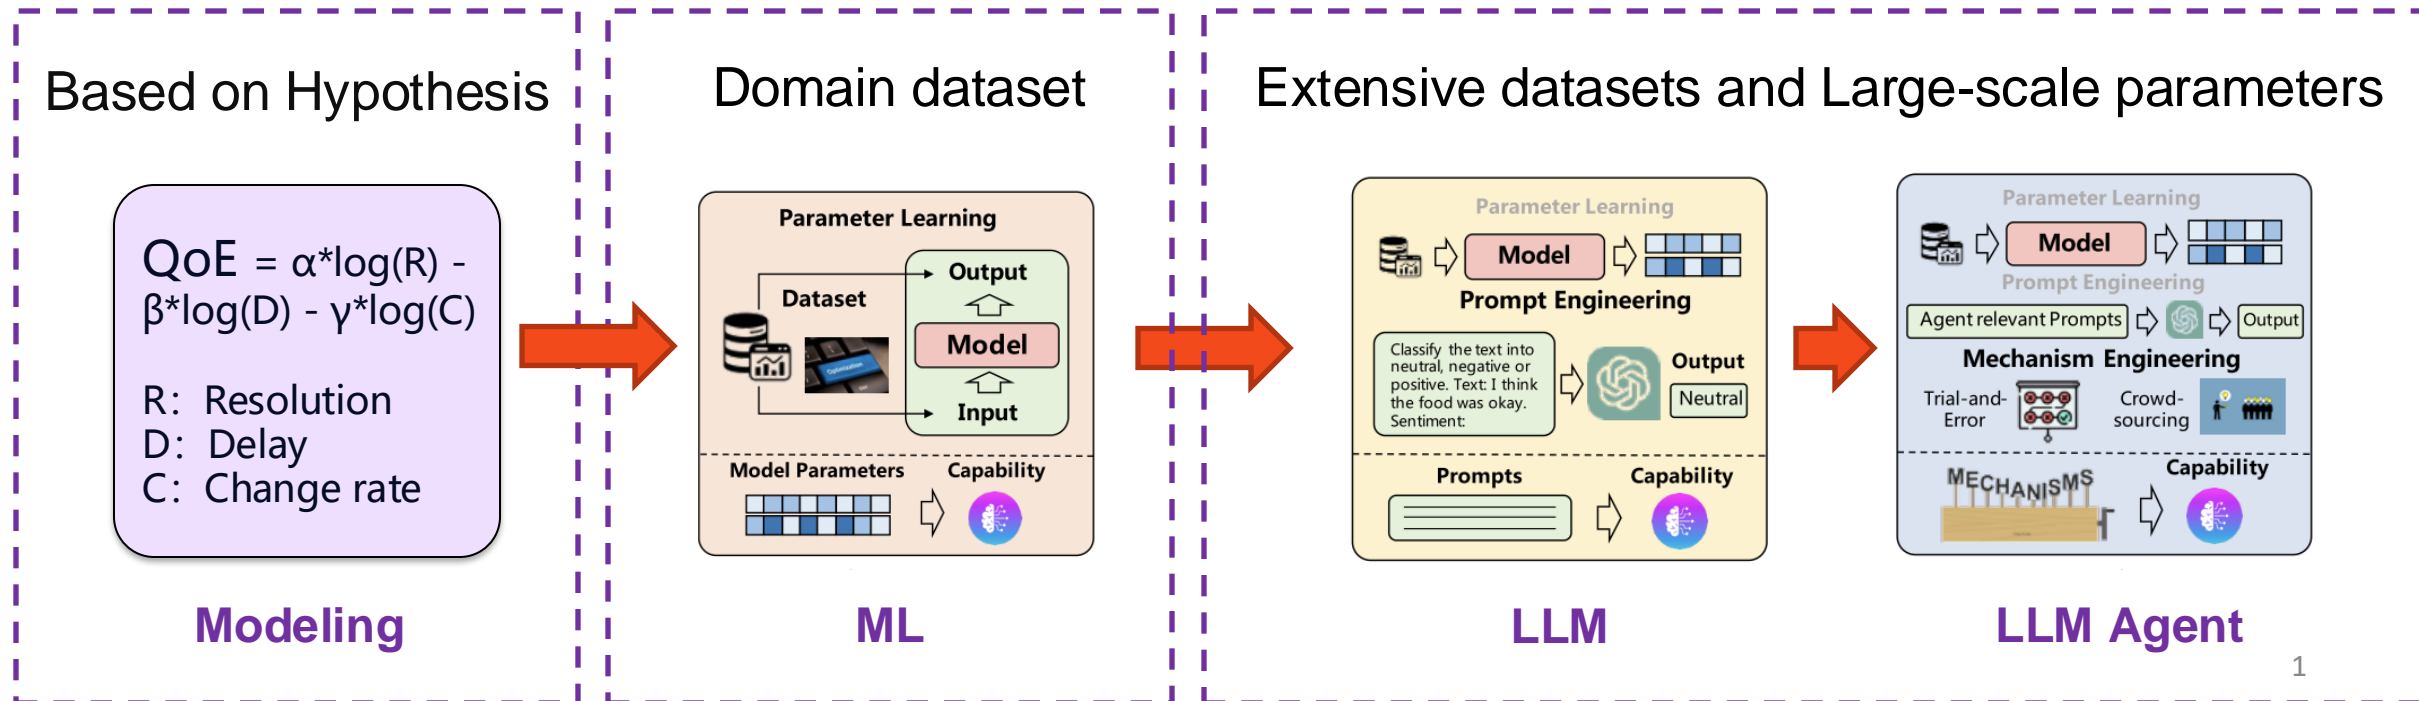 Based on Hypothesis
QoE = α*log(R) -
β*log(D) - γ*log(C)
R: Resolution
D: Delay
C: Change rate
Modeling
Domain dataset
Parameter Learning
Output
Dataset
Model
Optimization
Input
Model Parameters
Capability
ML
Extensive datasets and Large-scale parameters
Parameter Learning
Model
Prompt Engineering
Classify the text into
neutral, negative or
positive. Text: I think
the food was okay.
Sentiment:
Output
Neutral
Prompts
Capability
LLM
Parameter Learning
Model
Prompt Engineering
Agent relevant Prompts
Output
Mechanism Engineering
Trial-and-
Error
Crowd-
sourcing
MECHANISMS
Capability
LLM Agent
1